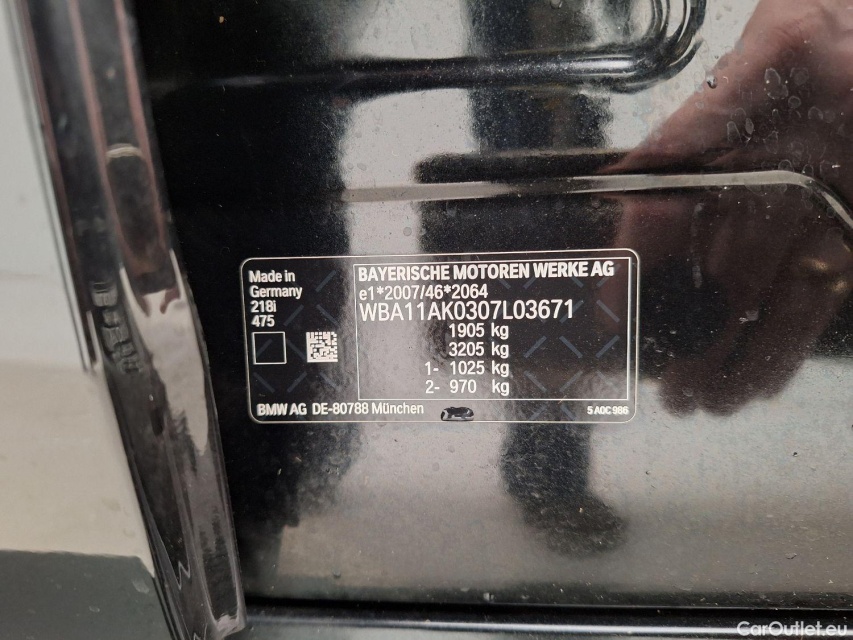 Made in
Germany
218i
475
BAYERISCHE MOTOREN WERKE AG
e1*2007/46*2064
WBA11AK0307L03671
1905 kg
3205 kg
1- 1025 kg
2- 970 kg
BMW AG DE-80788 München
5 A0C 986
CarOutlet.eu